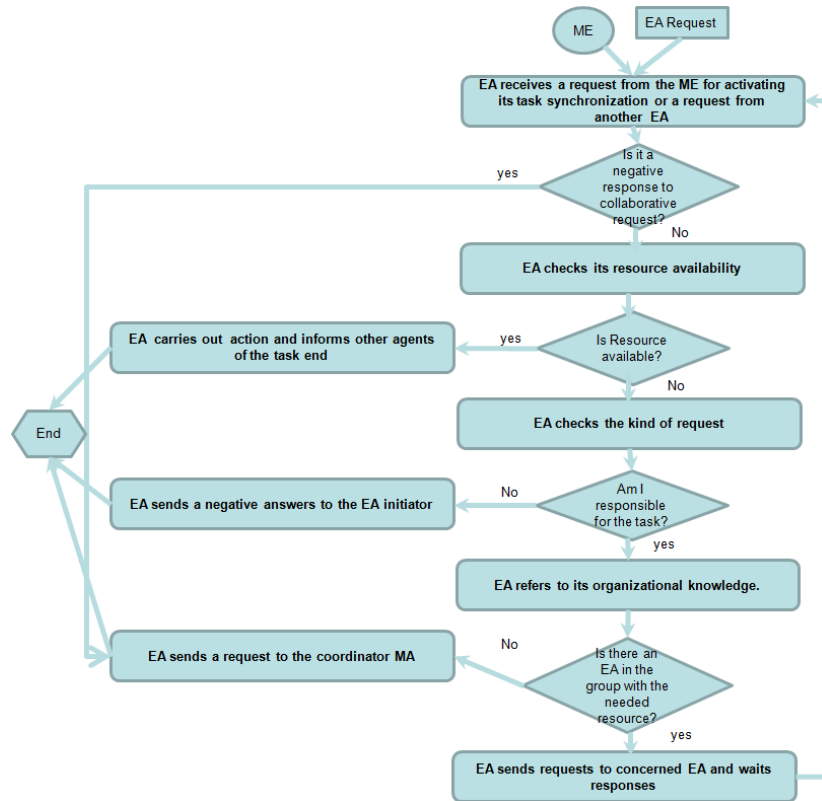 ME
EA Request
EA receives a request from the ME for activating
its task synchronization or a request from
another EA
Is it a
negative
response to
collaborative
request?
yes
No
EA checks its resource availability
EA carries out action and informs other agents
of the task end
yes
Is Resource
available?
No
EA checks the kind of request
End
EA sends a negative answers to the EA initiator
No
Am I
responsible
for the task?
yes
EA refers to its organizational knowledge.
EA sends a request to the coordinator MA
No
Is there an
EA in the
group with the
needed
resource?
yes
EA sends requests to concerned EA and waits
responses